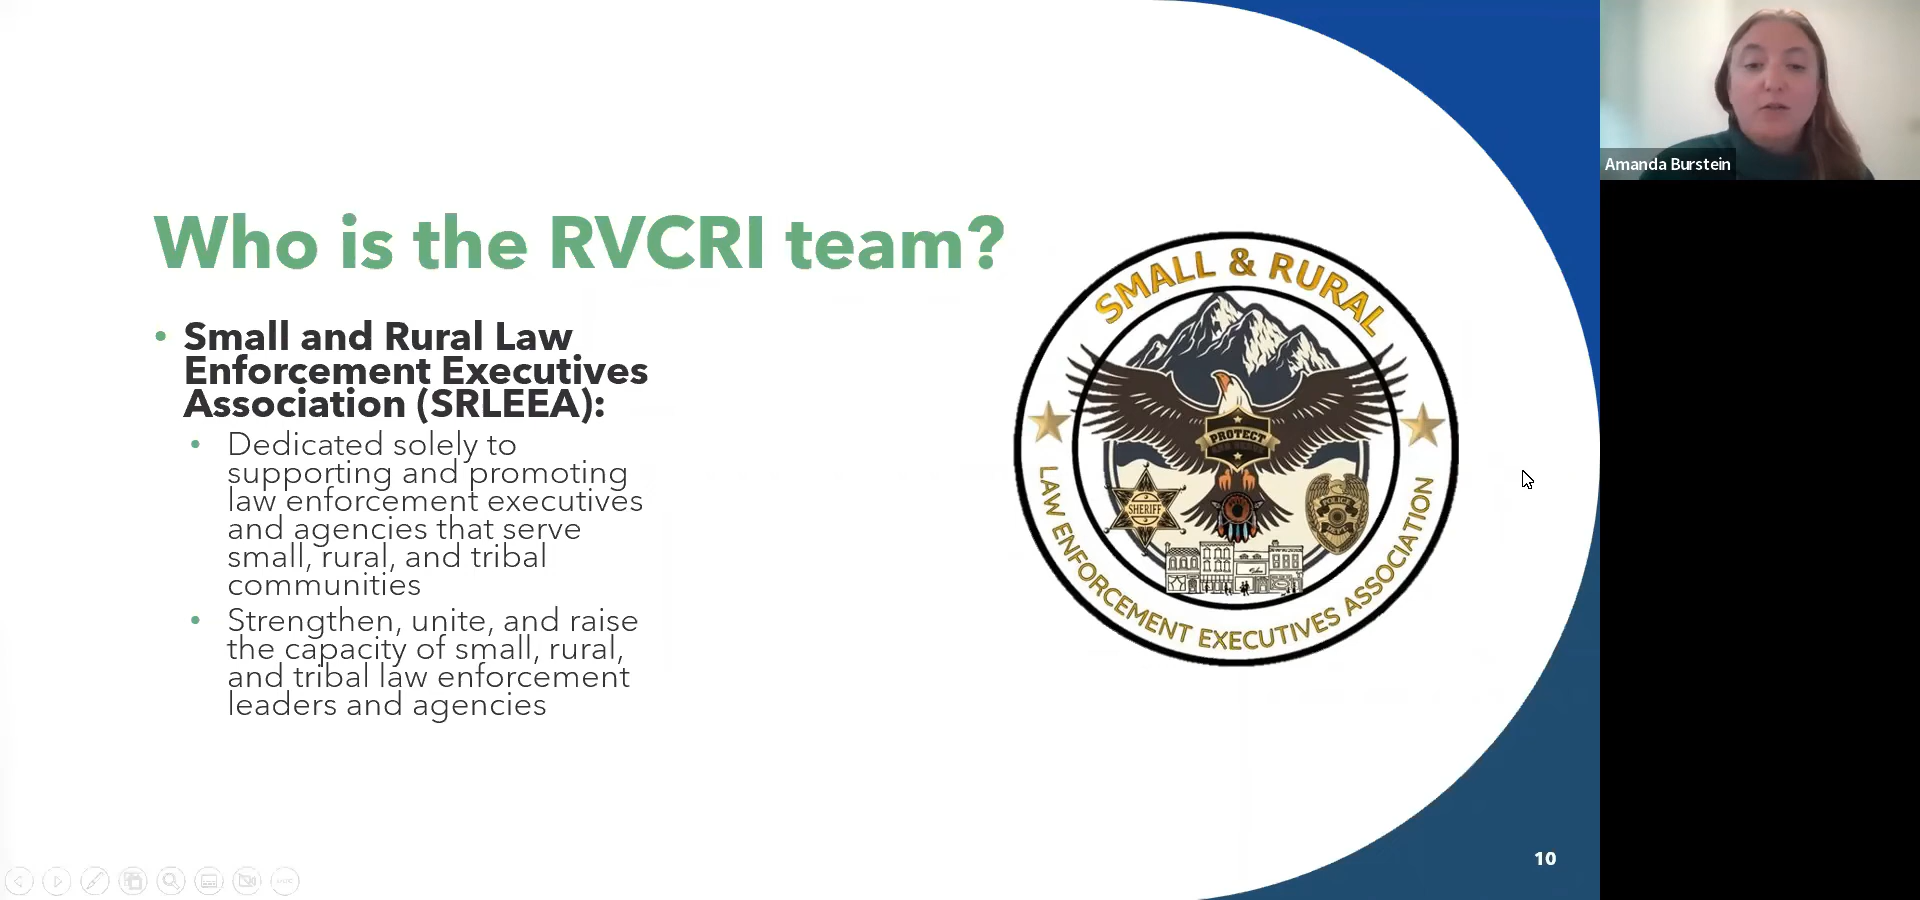 Who is the RVCRI team?
• Small and Rural Law
Enforcement Executives
Association (SRLEEA):
• Dedicated solely to
supporting and promoting
law enforcement executives
and agencies that serve
small, rural, and tribal
communities
• Strengthen, unite, and raise
the capacity of small, rural,
and tribal law enforcement
leaders and agencies
SMALL & RURAL
PROTECT
SHERIFF
POLICE
LAW ENFORCEMENT EXECUTIVES ASSOCIATION
10
Amanda Burstein